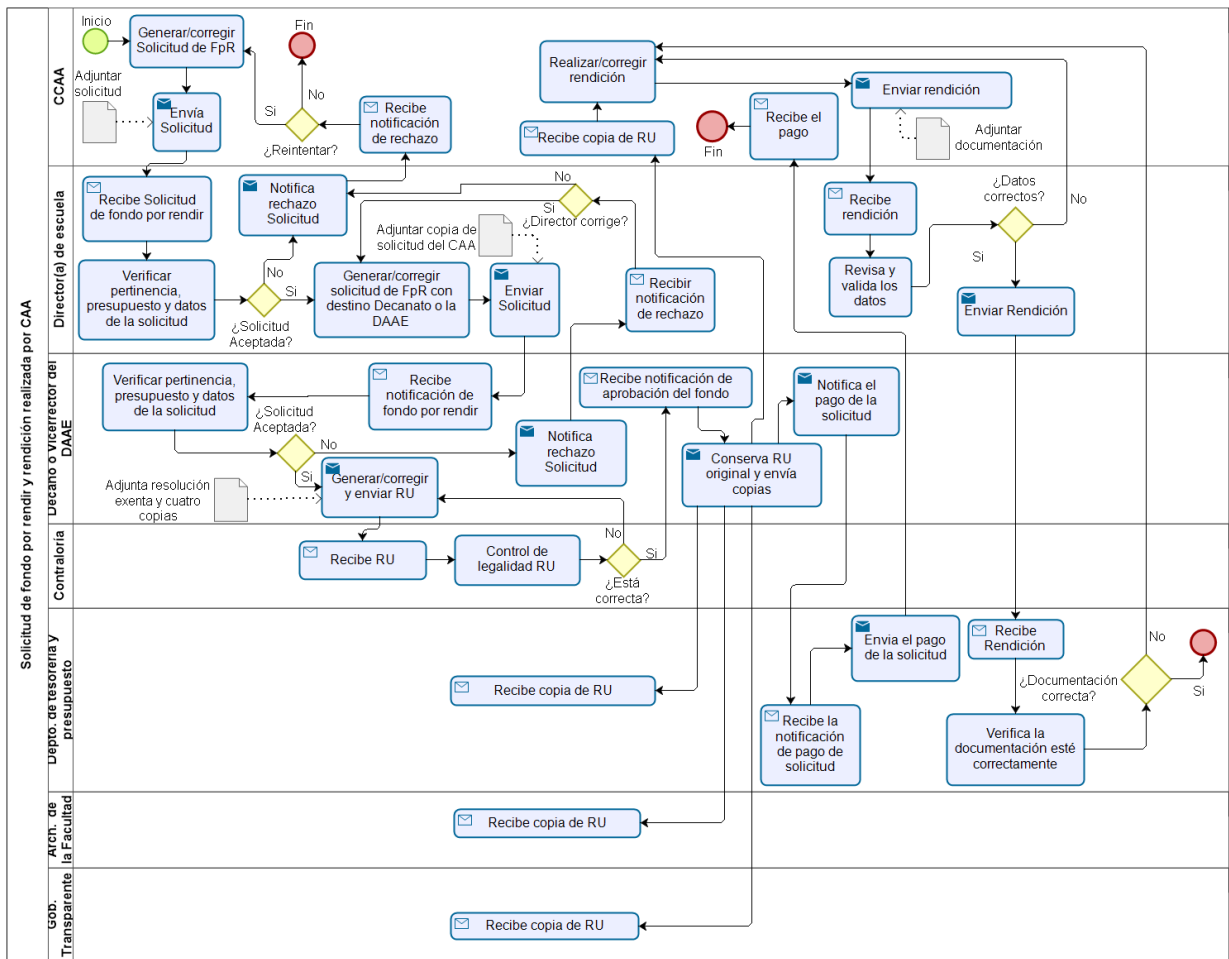 Solicitud de fondo por rendir y rendición realizada por CAA
CCAA
Inicio
Generar/corregir
Solicitud de FpR
Fin
Adjuntar
solicitud
Envía
Solicitud
Si
No
¿Reintentar?
Recibe
notificación
de rechazo
Realizar/corregir
rendición
Recibe copia de RU
Recibe el
pago
Fin
Enviar rendición
Adjuntar
documentación
Director(a) de escuela
Recibe Solicitud
de fondo por rendir
Notifica
rechazo
Solicitud
No
Si
¿Director corrige?
Adjuntar copia de
solicitud del CAA
Verificar
pertinencia,
presupuesto y datos
de la solicitud
No
Si
¿Solicitud
Aceptada?
Generar/corregir
solicitud de FpR con
destino Decanato o la
DAAE
Enviar
Solicitud
Recibir
notificación
de rechazo
Recibe
rendición
Revisa y
valida los
datos
¿Datos
correctos?
No
Si
Enviar Rendición
Decano o Vicerrector del
DAAE
Verificar pertinencia,
presupuesto y datos
de la solicitud
Recibe
notificación de
fondo por rendir
¿Solicitud
Aceptada?
No
Si
Notifica
rechazo
Solicitud
Adjunta resolución
exenta y cuatro
copias
Generar/corregir
y enviar RU
Recibe notificación de
aprobación del fondo
Conserva RU
original y envía
copias
Notifica el
pago de la
solicitud
Contraloría
Recibe RU
Control de
legalidad RU
No
Si
¿Está
correcta?
Depto. de tesorería y
presupuesto
Recibe copia de RU
Recibe la
notificación
de pago de
solicitud
Envia el pago
de la solicitud
Recibe
Rendición
¿Documentación
correcta?
Verifica la
documentación esté
correctamente
No
Si
Arch. de
la Facultad
Recibe copia de RU
Gob.
Transparente
Recibe copia de RU